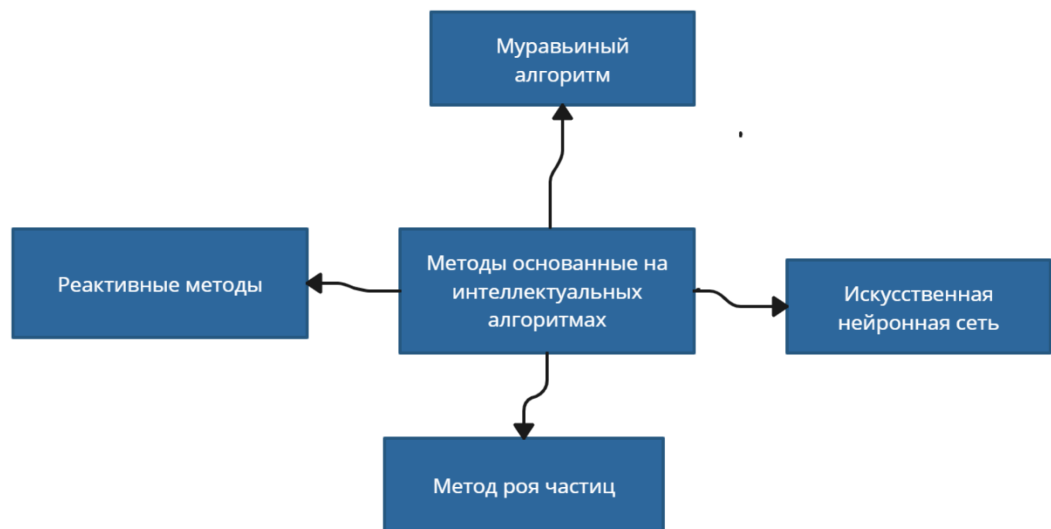 Муравьиный
алгоритм
Реактивные методы
Методы основанные на
интеллектуальных
алгоритмах
Искусственная
нейронная сеть
Метод роя частиц